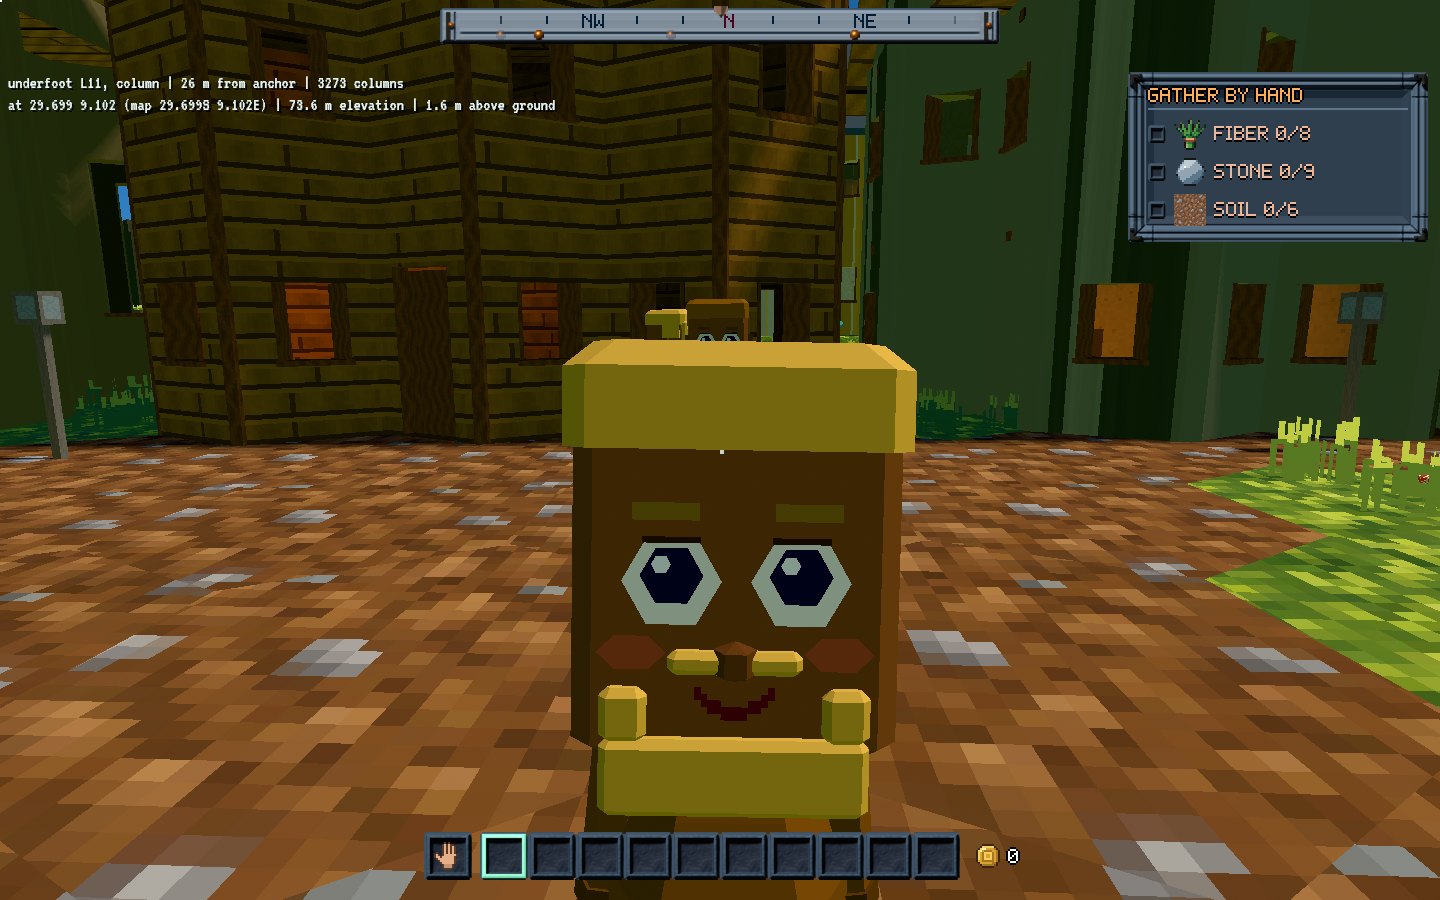 NW N NE
underfoot L11, column | 26 m from anchor | 3273 columns
at 29.699 9.102 (map 29.699S 9.102E) | 73.6 m elevation | 1.6 m above ground
GATHER BY HAND
FIBER 0/8
STONE 0/9
SOIL 0/6
0